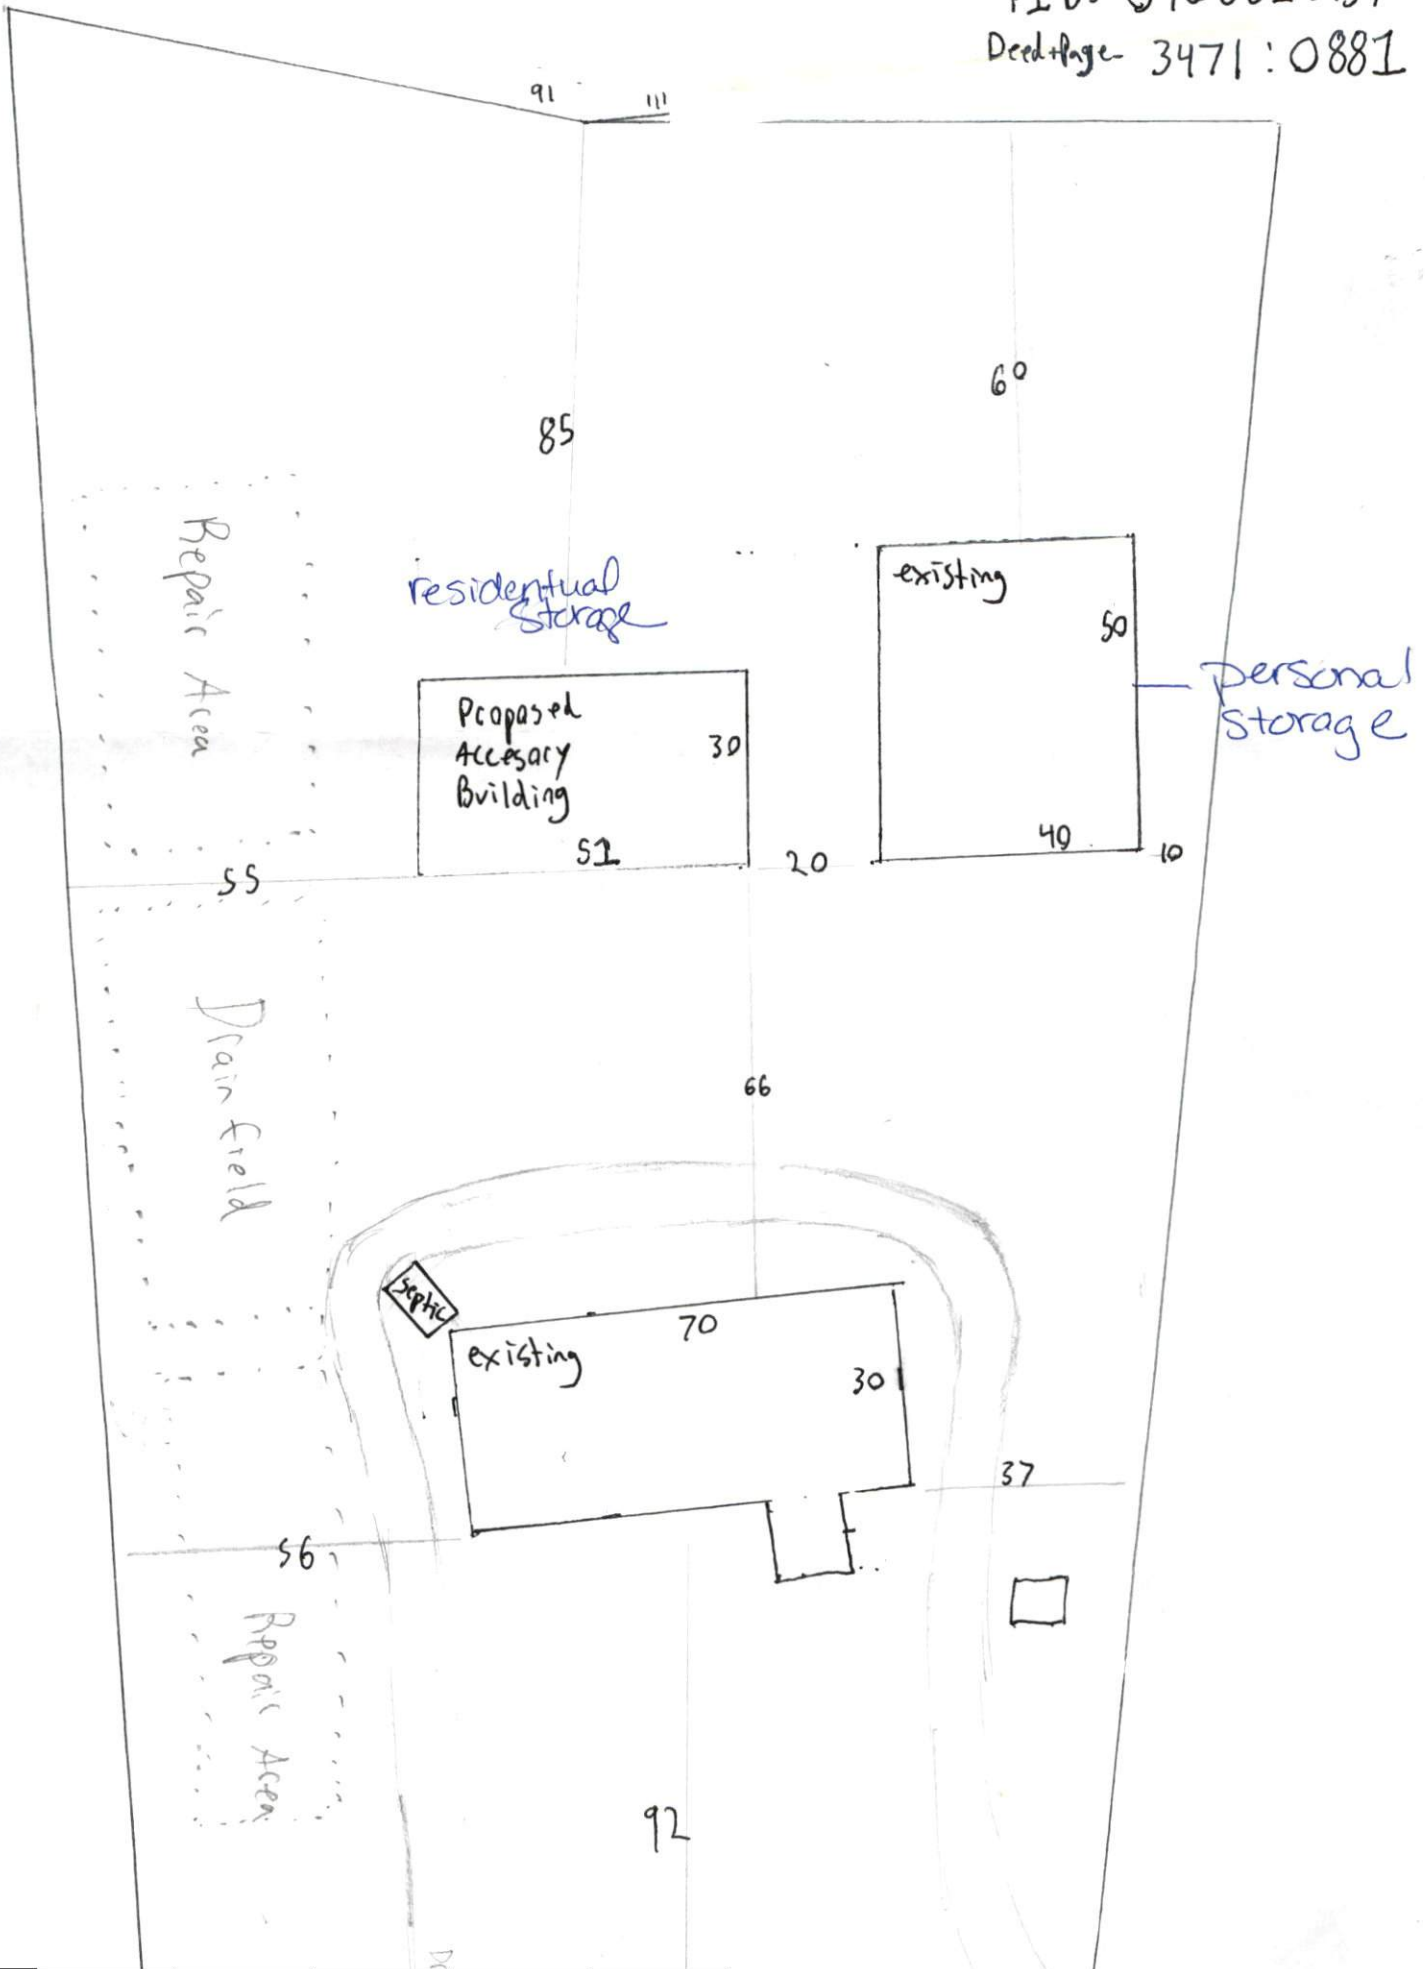 Deed+Page- 3471:0881
91
111
60
85
Repair Area
residentual
Storage
existing
50
personal
storage
Proposed
Accesary
Building
30
51
40
10
20
55
Drain field
66
septic
70
existing
30
37
56
Repair Area
92